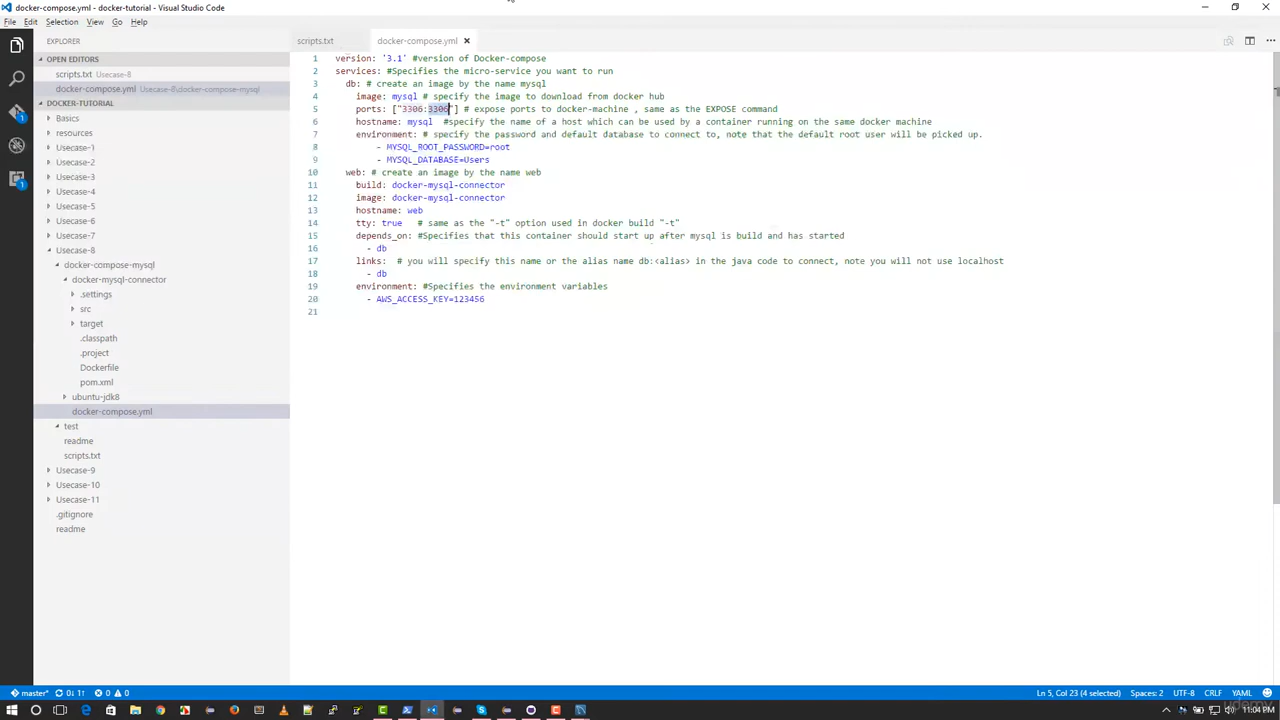 docker-compose.yml - docker-tutorial - Visual Studio Code
File Edit Selection View Go Help
EXPLORER
OPEN EDITORS
scripts.txt Usecase-8
docker-compose.yml Usecase-8\docker-compose-mysql
DOCKER-TUTORIAL
Basics
resources
Usecase-1
Usecase-2
Usecase-3
Usecase-4
Usecase-5
Usecase-6
Usecase-7
Usecase-8
docker-compose-mysql
docker-mysql-connector
.settings
src
target
.classpath
.project
Dockerfile
pom.xml
ubuntu-jdk8
docker-compose.yml
test
readme
scripts.txt
Usecase-9
Usecase-10
Usecase-11
.gitignore
readme
scripts.txt docker-compose.yml
1 version: '3.1' #version of Docker-compose
2 services: #Specifies the micro-service you want to run
3 db: # create an image by the name mysql
4 image: mysql # specify the image to download from docker hub
5 ports: ["3306:3306"] # expose ports to docker-machine , same as the EXPOSE command
6 hostname: mysql #specify the name of a host which can be used by a container running on the same docker machine
7 environment: # specify the password and default database to connect to, note that the default root user will be picked up.
8 - MYSQL_ROOT_PASSWORD=root
9 - MYSQL_DATABASE=Users
10 web: # create an image by the name web
11 build: docker-mysql-connector
12 image: docker-mysql-connector
13 hostname: web
14 tty: true # same as the "-t" option used in docker build "-t"
15 depends_on: #Specifies that this container should start up after mysql is build and has started
16 - db
17 links: # you will specify this name or the alias name db:<alias> in the java code to connect, note you will not use localhost
18 - db
19 environment: #Specifies the environment variables
20 - AWS_ACCESS_KEY=123456
21
master* 0↓ 1↑ 0 0
Ln 5, Col 23 (4 selected) Spaces: 2 UTF-8 CRLF YAML
udemy
11:04 PM